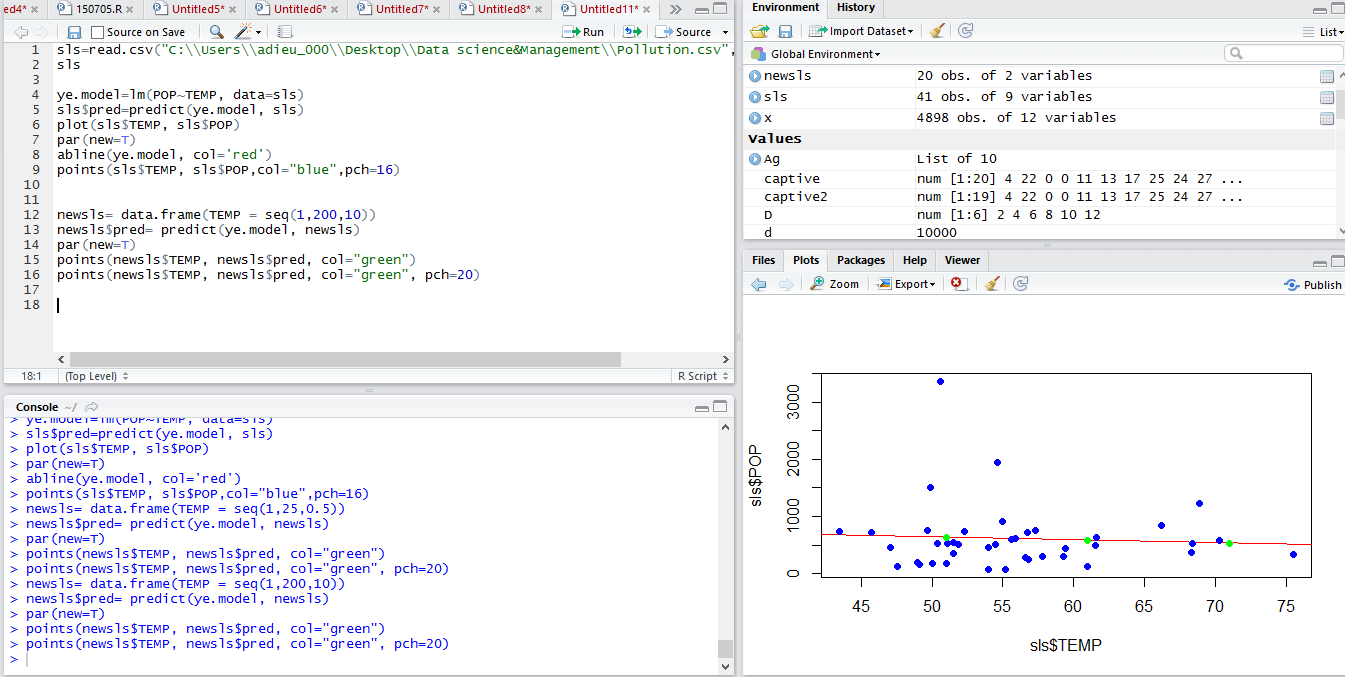 ed4* × 150705.R × Untitled5* × Untitled6* × Untitled7* × Untitled8* × Untitled11* ×
Source on Save Run Source
1 sls=read.csv("C:\\Users\\adieu_000\\Desktop\\Data science&Management\\Pollution.csv",
2 sls
3
4 ye.model=lm(POP~TEMP, data=sls)
5 sls$pred=predict(ye.model, sls)
6 plot(sls$TEMP, sls$POP)
7 par(new=T)
8 abline(ye.model, col='red')
9 points(sls$TEMP, sls$POP,col="blue",pch=16)
10
11
12 newsls= data.frame(TEMP = seq(1,200,10))
13 newsls$pred= predict(ye.model, newsls)
14 par(new=T)
15 points(newsls$TEMP, newsls$pred, col="green")
16 points(newsls$TEMP, newsls$pred, col="green", pch=20)
17
18
18:1 (Top Level) R Script
Console ~/
> ye.model=lm(POP~TEMP, data=sls)
> sls$pred=predict(ye.model, sls)
> plot(sls$TEMP, sls$POP)
> par(new=T)
> abline(ye.model, col='red')
> points(sls$TEMP, sls$POP,col="blue",pch=16)
> newsls= data.frame(TEMP = seq(1,25,0.5))
> newsls$pred= predict(ye.model, newsls)
> par(new=T)
> points(newsls$TEMP, newsls$pred, col="green")
> points(newsls$TEMP, newsls$pred, col="green", pch=20)
> newsls= data.frame(TEMP = seq(1,200,10))
> newsls$pred= predict(ye.model, newsls)
> par(new=T)
> points(newsls$TEMP, newsls$pred, col="green")
> points(newsls$TEMP, newsls$pred, col="green", pch=20)
>
Environment History
Import Dataset List
Global Environment
newsls 20 obs. of 2 variables
sls 41 obs. of 9 variables
x 4898 obs. of 12 variables
Values
Ag List of 10
captive num [1:20] 4 22 0 0 11 13 17 25 24 27 ...
captive2 num [1:19] 4 22 0 0 11 13 17 25 24 27 ...
D num [1:6] 2 4 6 8 10 12
d 10000
Files Plots Packages Help Viewer
Zoom Export Publish
sls$POP
3000
2000
1000
0
45 50 55 60 65 70 75
sls$TEMP